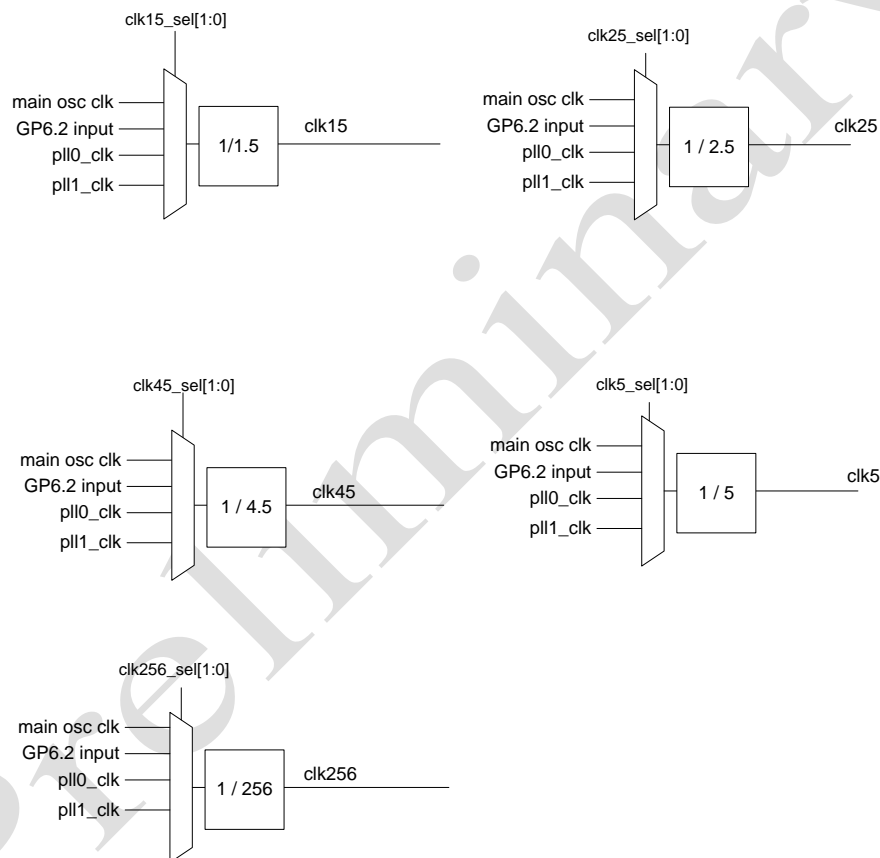 clk15_sel[1:0]
main osc clk
GP6.2 input
pll0_clk
pll1_clk
1/1.5
clk15
clk25_sel[1:0]
main osc clk
GP6.2 input
pll0_clk
pll1_clk
1 / 2.5
clk25
clk45_sel[1:0]
main osc clk
GP6.2 input
pll0_clk
pll1_clk
1 / 4.5
clk45
clk5_sel[1:0]
main osc clk
GP6.2 input
pll0_clk
pll1_clk
1 / 5
clk5
clk256_sel[1:0]
main osc clk
GP6.2 input
pll0_clk
pll1_clk
1 / 256
clk256
Preliminary